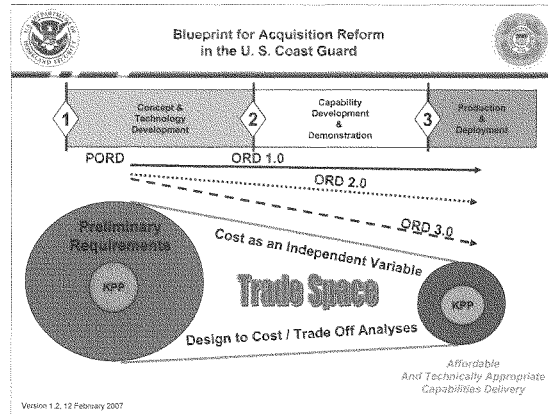 Blueprint for Acquisition Reform
in the U. S. Coast Guard
1
Concept &
Technology
Development
2
Capability
Development
&
Demonstration
3
Production
&
Deployment
PORD
ORD 1.0
ORD 2.0
ORD 3.0
Preliminary
Requirements
KPP
Cost as an Independent Variable
Trade Space
Design to Cost / Trade Off Analyses
KPP
Affordable
And Technically Appropriate
Capabilities Delivery
Version 1.2, 12 February 2007